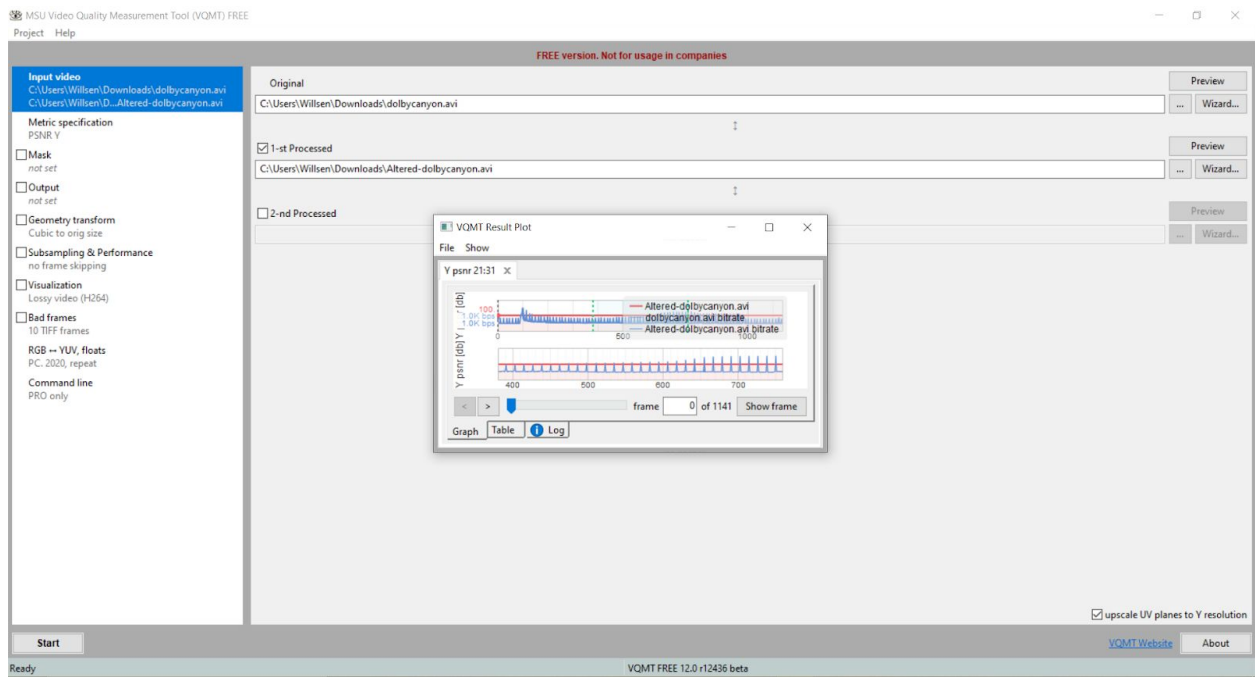 MSU Video Quality Measurement Tool (VQMT) FREE
Project Help
FREE version. Not for usage in companies
Input video
C:\Users\Willsen\Downloads\dolbycanyon.avi
C:\Users\Willsen\D...Altered-dolbycanyon.avi
Metric specification
PSNR Y
Mask
not set
Output
not set
Geometry transform
Cubic to orig size
Subsampling & Performance
no frame skipping
Visualization
Lossy video (H264)
Bad frames
10 TIFF frames
RGB ↔ YUV, floats
PC. 2020, repeat
Command line
PRO only
Original
Preview
C:\Users\Willsen\Downloads\dolbycanyon.avi
... Wizard...
1-st Processed
Preview
C:\Users\Willsen\Downloads\Altered-dolbycanyon.avi
... Wizard...
2-nd Processed
Preview
... Wizard...
VQMT Result Plot
File Show
Y psnr 21:31 x
100.
1.0K bps
1.0K bps
Altered-dolbycanyon.avi
dolbycanyon.avi bitrate
Altered-dolbycanyon.avi bitrate
0 500 1000
Y psnr [db]
400 500 600 700
< > frame 0 of 1141 Show frame
Graph Table Log
upscale UV planes to Y resolution
Start
VQMT Website About
Ready
VQMT FREE 12.0 r12436 beta